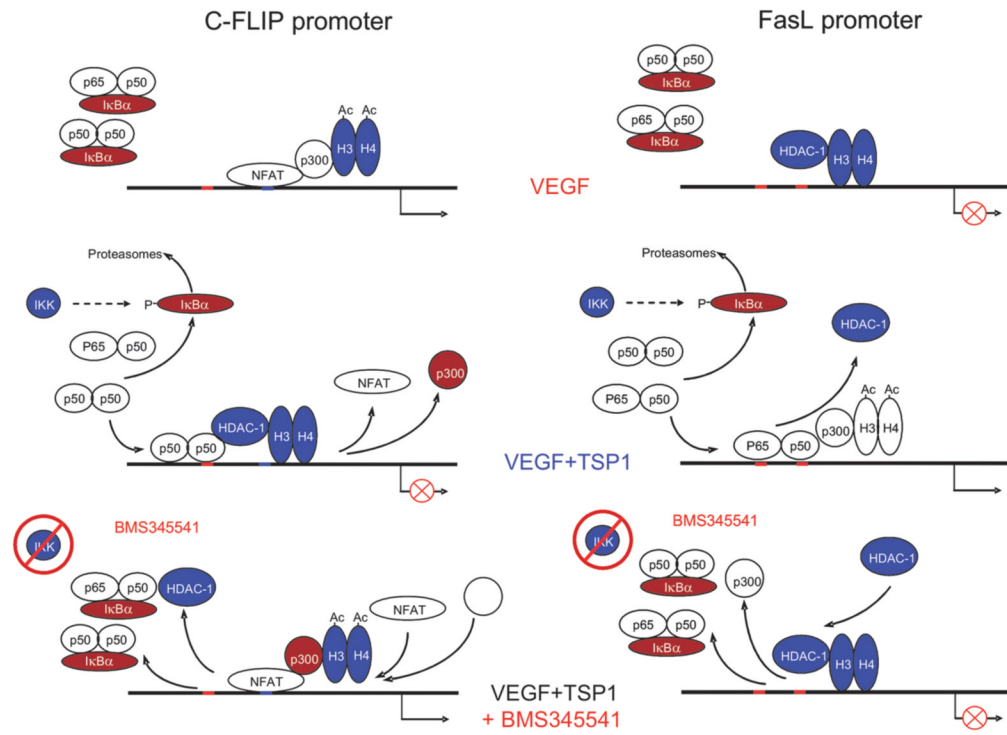 C-FLIP promoter
FasL promoter
p65 p50
IκBα
p50 p50
IκBα
Ac Ac
NFAT p300 H3 H4
p50 p50
IκBα
p65 p50
IκBα
HDAC-1 H3 H4
VEGF
Proteasomes
IKK P- IκBα
P65 p50
p50 p50
NFAT p300
HDAC-1
p50 p50 H3 H4
Proteasomes
IKK P- IκBα
HDAC-1
p50 p50
P65 p50
Ac Ac
P65 p50 p300 H3 H4
VEGF+TSP1
IKK
BMS345541
p65 p50 HDAC-1
IκBα
p50 p50
IκBα
Ac Ac
NFAT
NFAT p300 H3 H4
IKK
BMS345541
p50 p50 p300
IκBα
p65 p50
IκBα
HDAC-1
HDAC-1 H3 H4
VEGF+TSP1
+ BMS345541